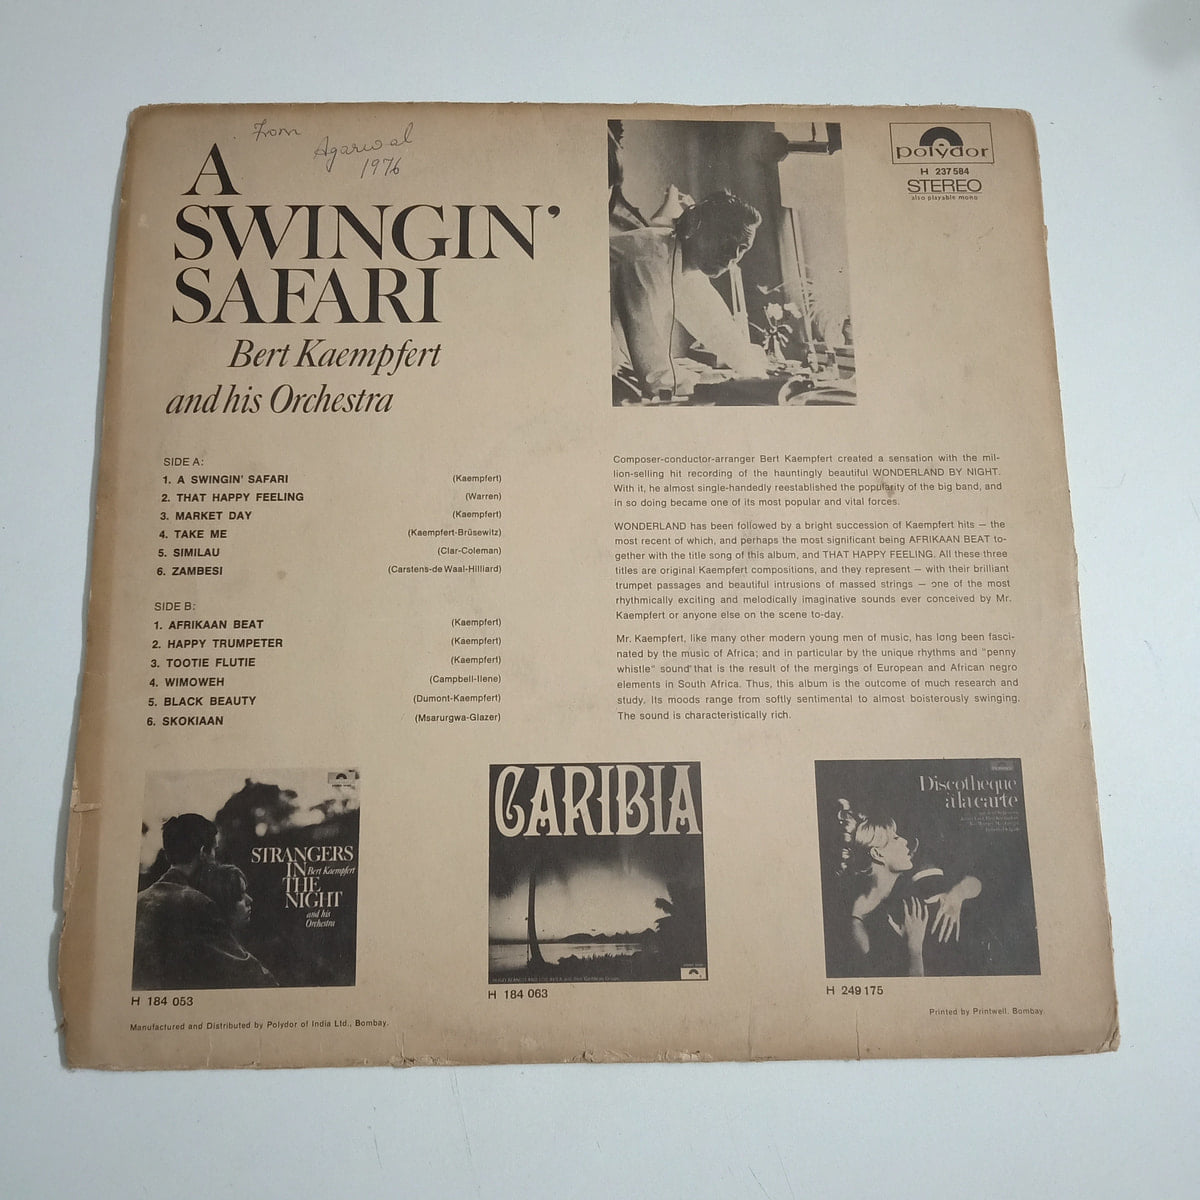 From
Agarwal
1976
A
SWINGIN'
SAFARI
Bert Kaempfert
and his Orchestra
polydor
H 237 584
STEREO
also playable mono
SIDE A:
1. A SWINGIN' SAFARI (Kaempfert)
2. THAT HAPPY FEELING (Warren)
3. MARKET DAY (Kaempfert)
4. TAKE ME (Kaempfert-Brüsewitz)
5. SIMILAU (Clar-Coleman)
6. ZAMBESI (Carstens-de Waal-Hilliard)
SIDE B:
1. AFRIKAAN BEAT (Kaempfert)
2. HAPPY TRUMPETER (Kaempfert)
3. TOOTIE FLUTIE (Kaempfert)
4. WIMOWEH (Campbell-Ilene)
5. BLACK BEAUTY (Dumont-Kaempfert)
6. SKOKIAAN (Msarurgwa-Glazer)
Composer-conductor-arranger Bert Kaempfert created a sensation with the mil-
lion-selling hit recording of the hauntingly beautiful WONDERLAND BY NIGHT.
With it, he almost single-handedly reestablished the popularity of the big band, and
in so doing became one of its most popular and vital forces.
WONDERLAND has been followed by a bright succession of Kaempfert hits — the
most recent of which, and perhaps the most significant being AFRIKAAN BEAT to-
gether with the title song of this album, and THAT HAPPY FEELING. All these three
titles are original Kaempfert compositions, and they represent — with their brilliant
trumpet passages and beautiful intrusions of massed strings — one of the most
rhythmically exciting and melodically imaginative sounds ever conceived by Mr.
Kaempfert or anyone else on the scene to-day.
Mr. Kaempfert, like many other modern young men of music, has long been fasci-
nated by the music of Africa; and in particular by the unique rhythms and "penny
whistle" sound that is the result of the mergings of European and African negro
elements in South Africa. Thus, this album is the outcome of much research and
study. Its moods range from softly sentimental to almost boisterously swinging.
The sound is characteristically rich.
STRANGERS
IN Bert Kaempfert
THE
NIGHT
and his
Orchestra
H 184 053
CARIBIA
H 184 063
Discotheque
à la carte
H 249 175
Manufactured and Distributed by Polydor of India Ltd., Bombay.
Printed by Printwell. Bombay.